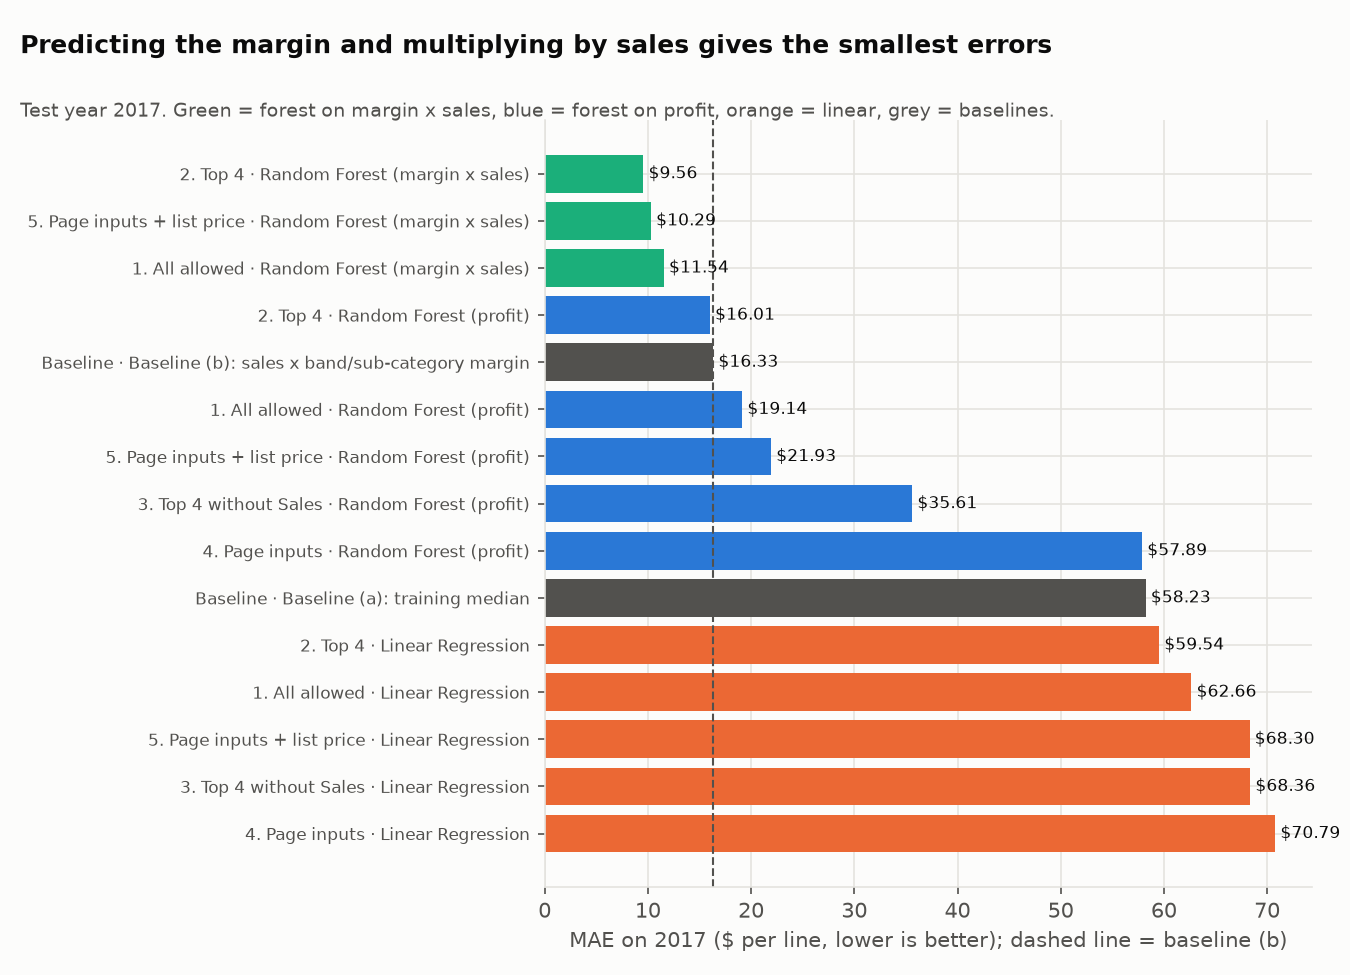 Predicting the margin and multiplying by sales gives the smallest errors
Test year 2017. Green = forest on margin x sales, blue = forest on profit, orange = linear, grey = baselines.
2. Top 4 · Random Forest (margin x sales) $9.56
5. Page inputs + list price · Random Forest (margin x sales) $10.29
1. All allowed · Random Forest (margin x sales) $11.54
2. Top 4 · Random Forest (profit) $16.01
Baseline · Baseline (b): sales x band/sub-category margin $16.33
1. All allowed · Random Forest (profit) $19.14
5. Page inputs + list price · Random Forest (profit) $21.93
3. Top 4 without Sales · Random Forest (profit) $35.61
4. Page inputs · Random Forest (profit) $57.89
Baseline · Baseline (a): training median $58.23
2. Top 4 · Linear Regression $59.54
1. All allowed · Linear Regression $62.66
5. Page inputs + list price · Linear Regression $68.30
3. Top 4 without Sales · Linear Regression $68.36
4. Page inputs · Linear Regression $70.79
0 10 20 30 40 50 60 70
MAE on 2017 ($ per line, lower is better); dashed line = baseline (b)